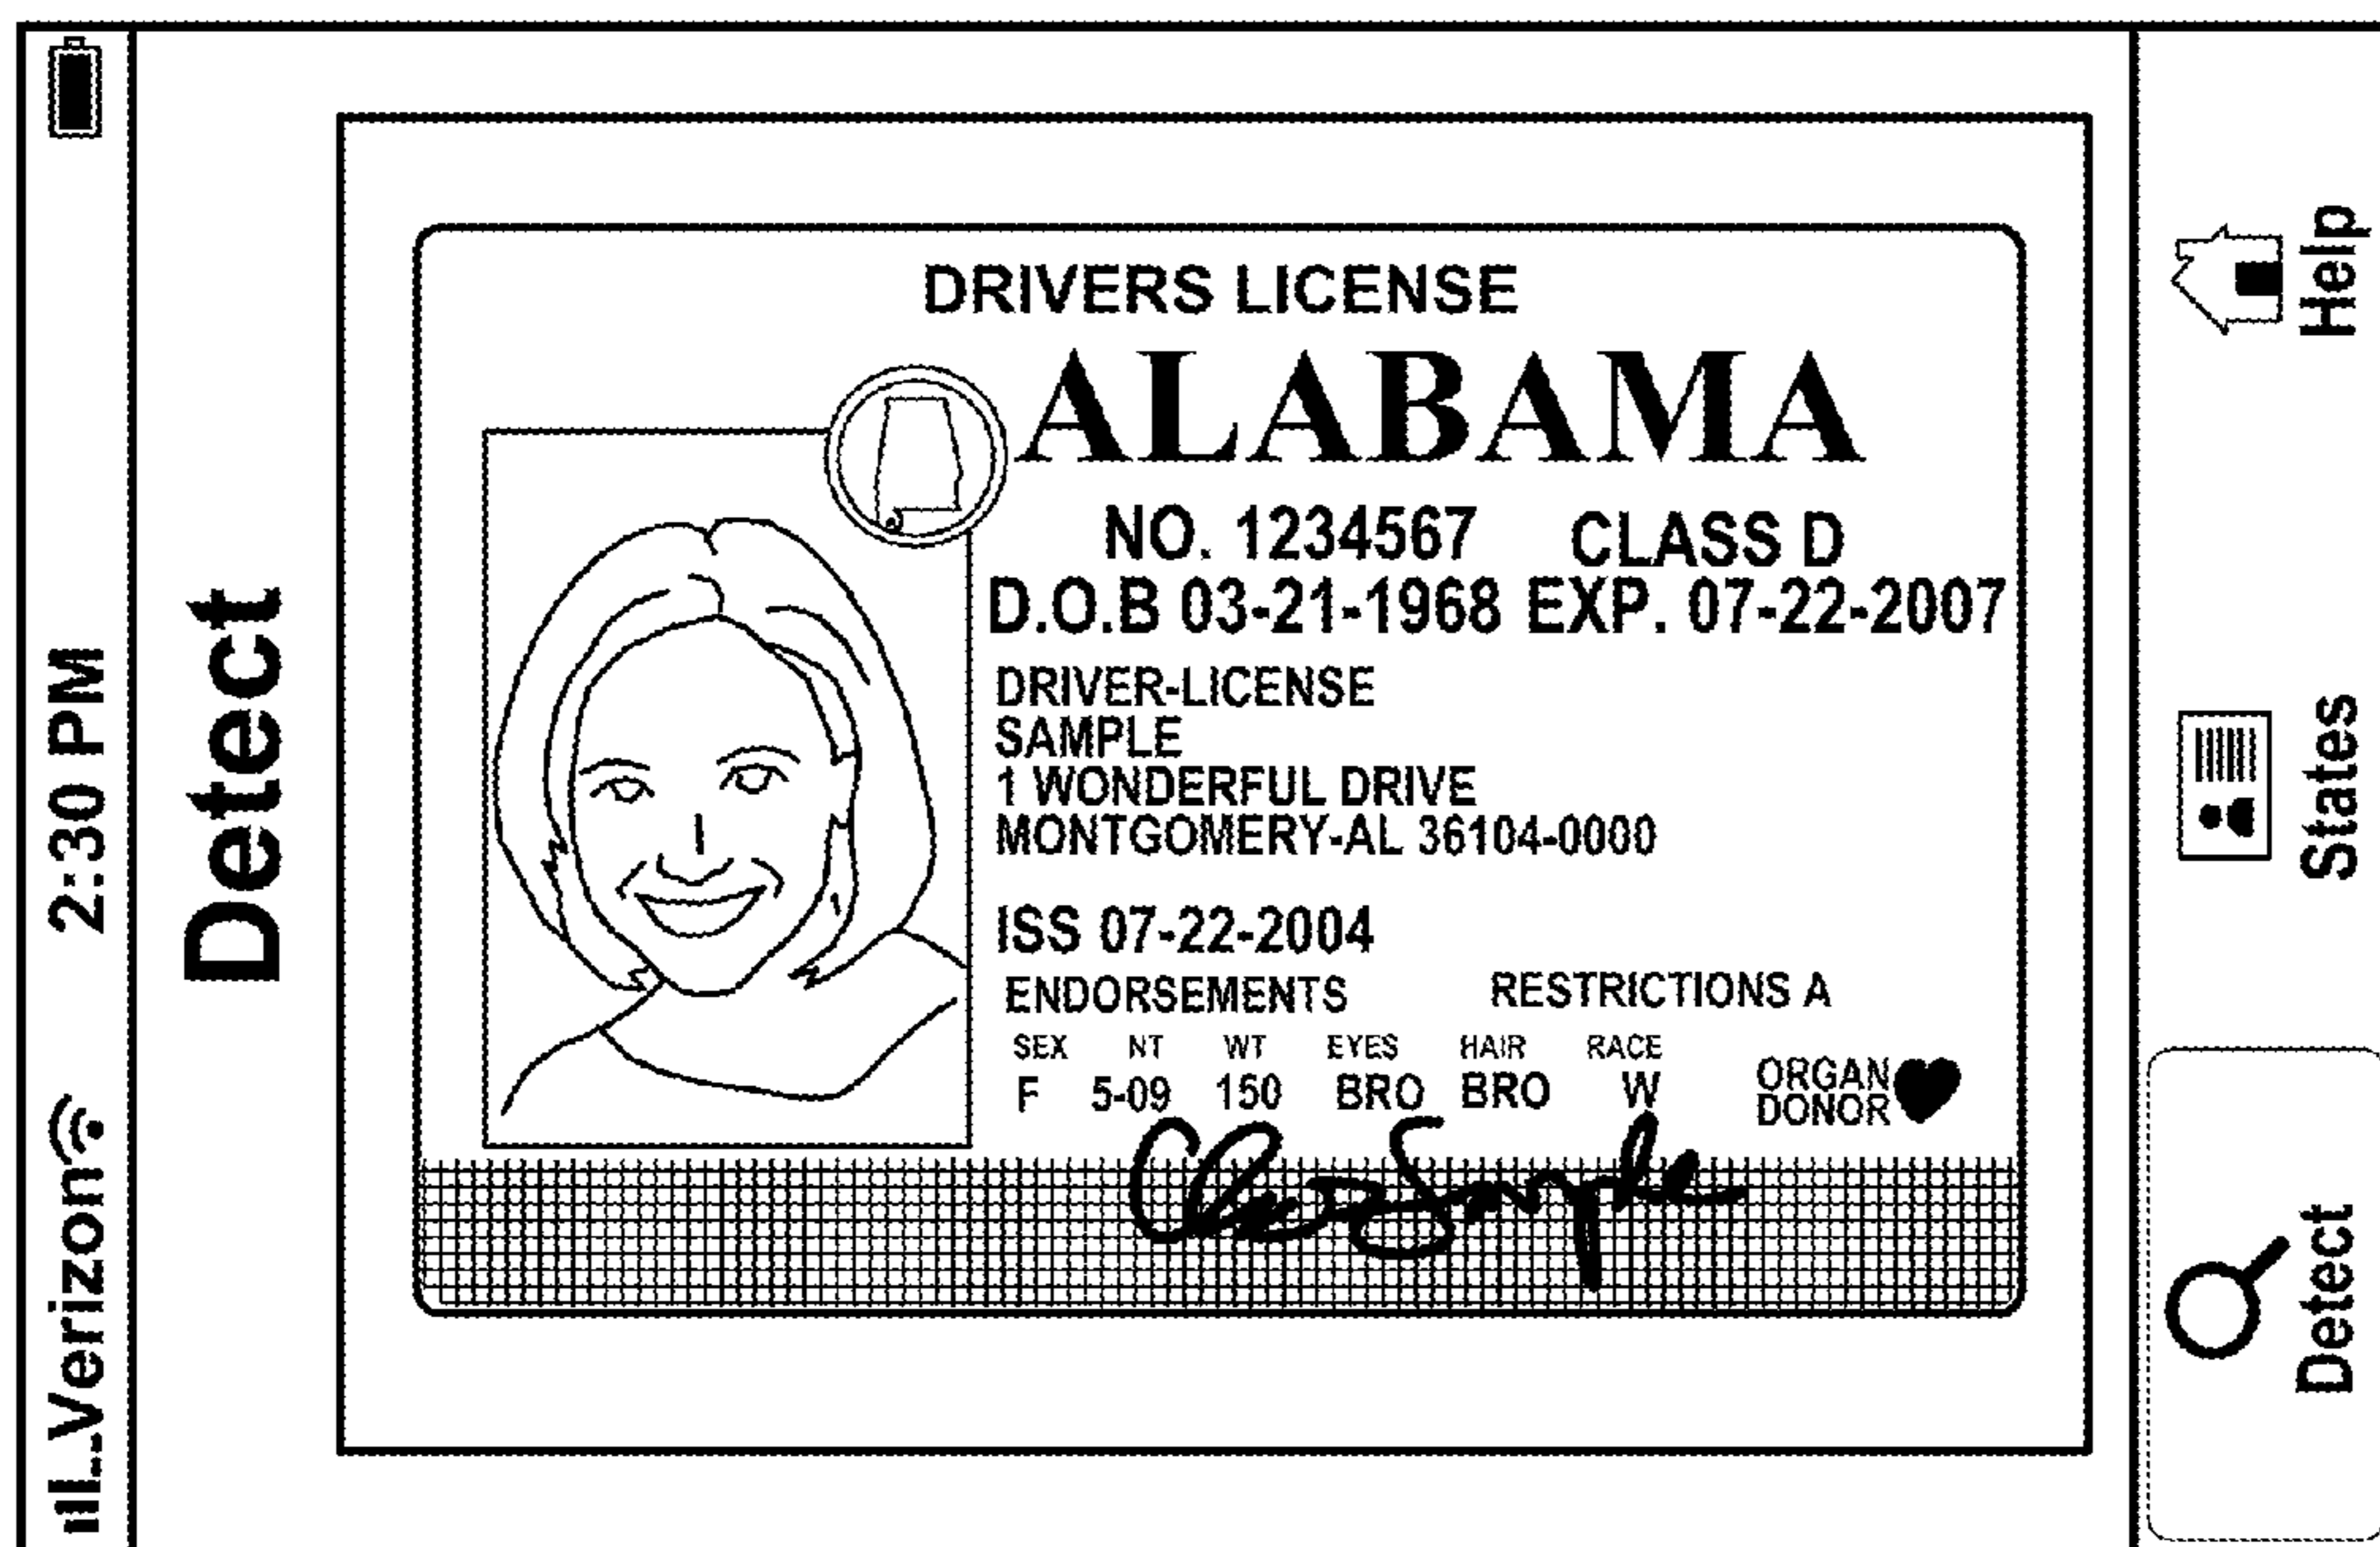 Verizon 2:30 PM
Detect
DRIVERS LICENSE
ALABAMA
NO. 1234567 CLASS D
D.O.B 03-21-1968 EXP. 07-22-2007
DRIVER-LICENSE
SAMPLE
1 WONDERFUL DRIVE
MONTGOMERY-AL 36104-0000
ISS 07-22-2004
ENDORSEMENTS RESTRICTIONS A
SEX NT WT EYES HAIR RACE
F 5-09 150 BRO BRO W
ORGAN
DONOR
Sample
Detect
States
Help